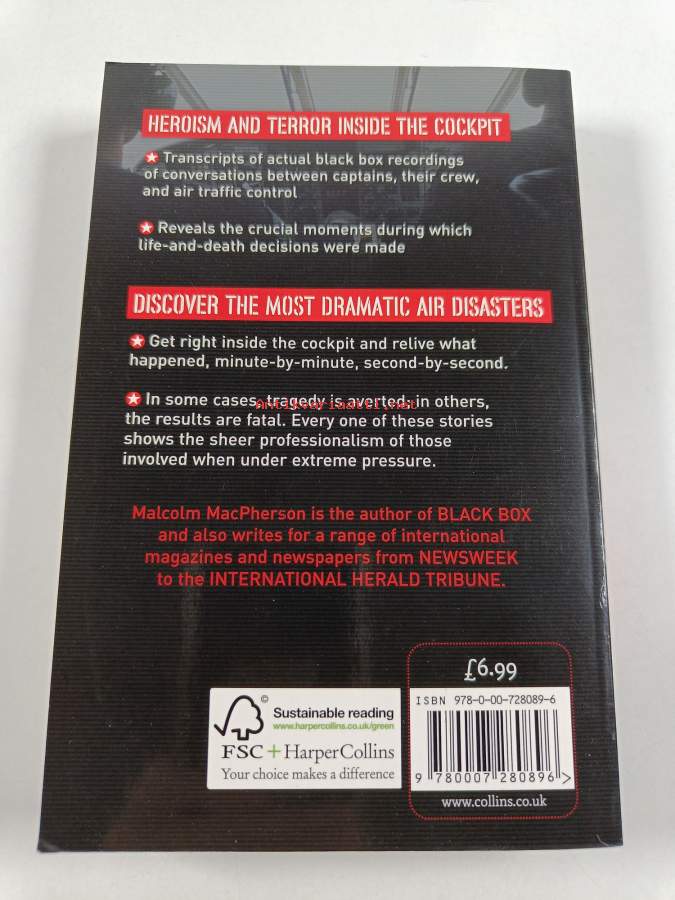 HEROISM AND TERROR INSIDE THE COCKPIT
Transcripts of actual black box recordings
of conversations between captains, their crew,
and air traffic control
Reveals the crucial moments during which
life-and-death decisions were made
DISCOVER THE MOST DRAMATIC AIR DISASTERS
Get right inside the cockpit and relive what
happened, minute-by-minute, second-by-second.
In some cases, tragedy is averted; in others,
Antikvariaatti.net
the results are fatal. Every one of these stories
shows the sheer professionalism of those
involved when under extreme pressure.
Malcolm MacPherson is the author of BLACK BOX
and also writes for a range of international
magazines and newspapers from NEWSWEEK
to the INTERNATIONAL HERALD TRIBUNE.
£6.99
ISBN 978-0-00-728089-6
9 780007 280896 >
www.collins.co.uk
©
Sustainable reading
www.harpercollins.co.uk/green
FSC + HarperCollins
Your choice makes a difference